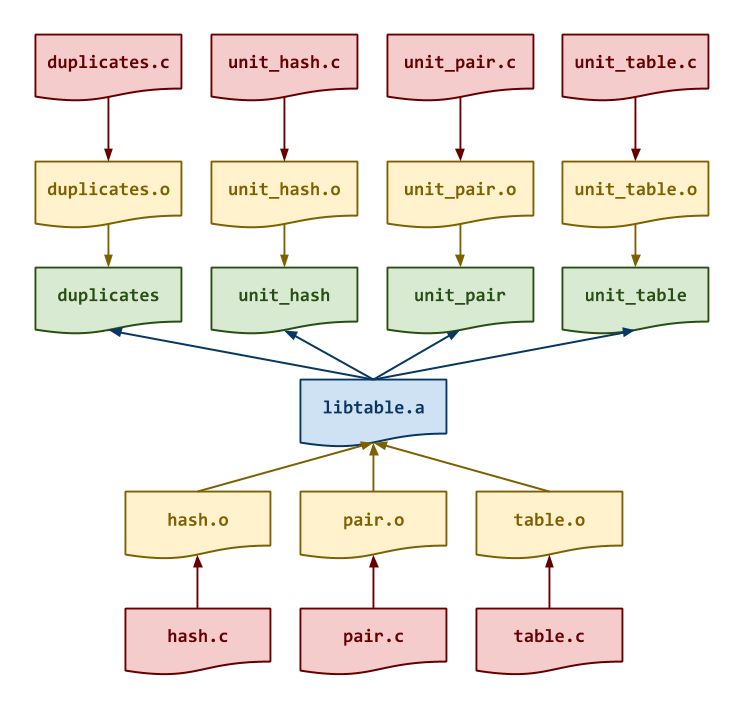 duplicates.c
unit_hash.c
unit_pair.c
unit_table.c
duplicates.o
unit_hash.o
unit_pair.o
unit_table.o
duplicates
unit_hash
unit_pair
unit_table
libtable.a
hash.o
pair.o
table.o
hash.c
pair.c
table.c